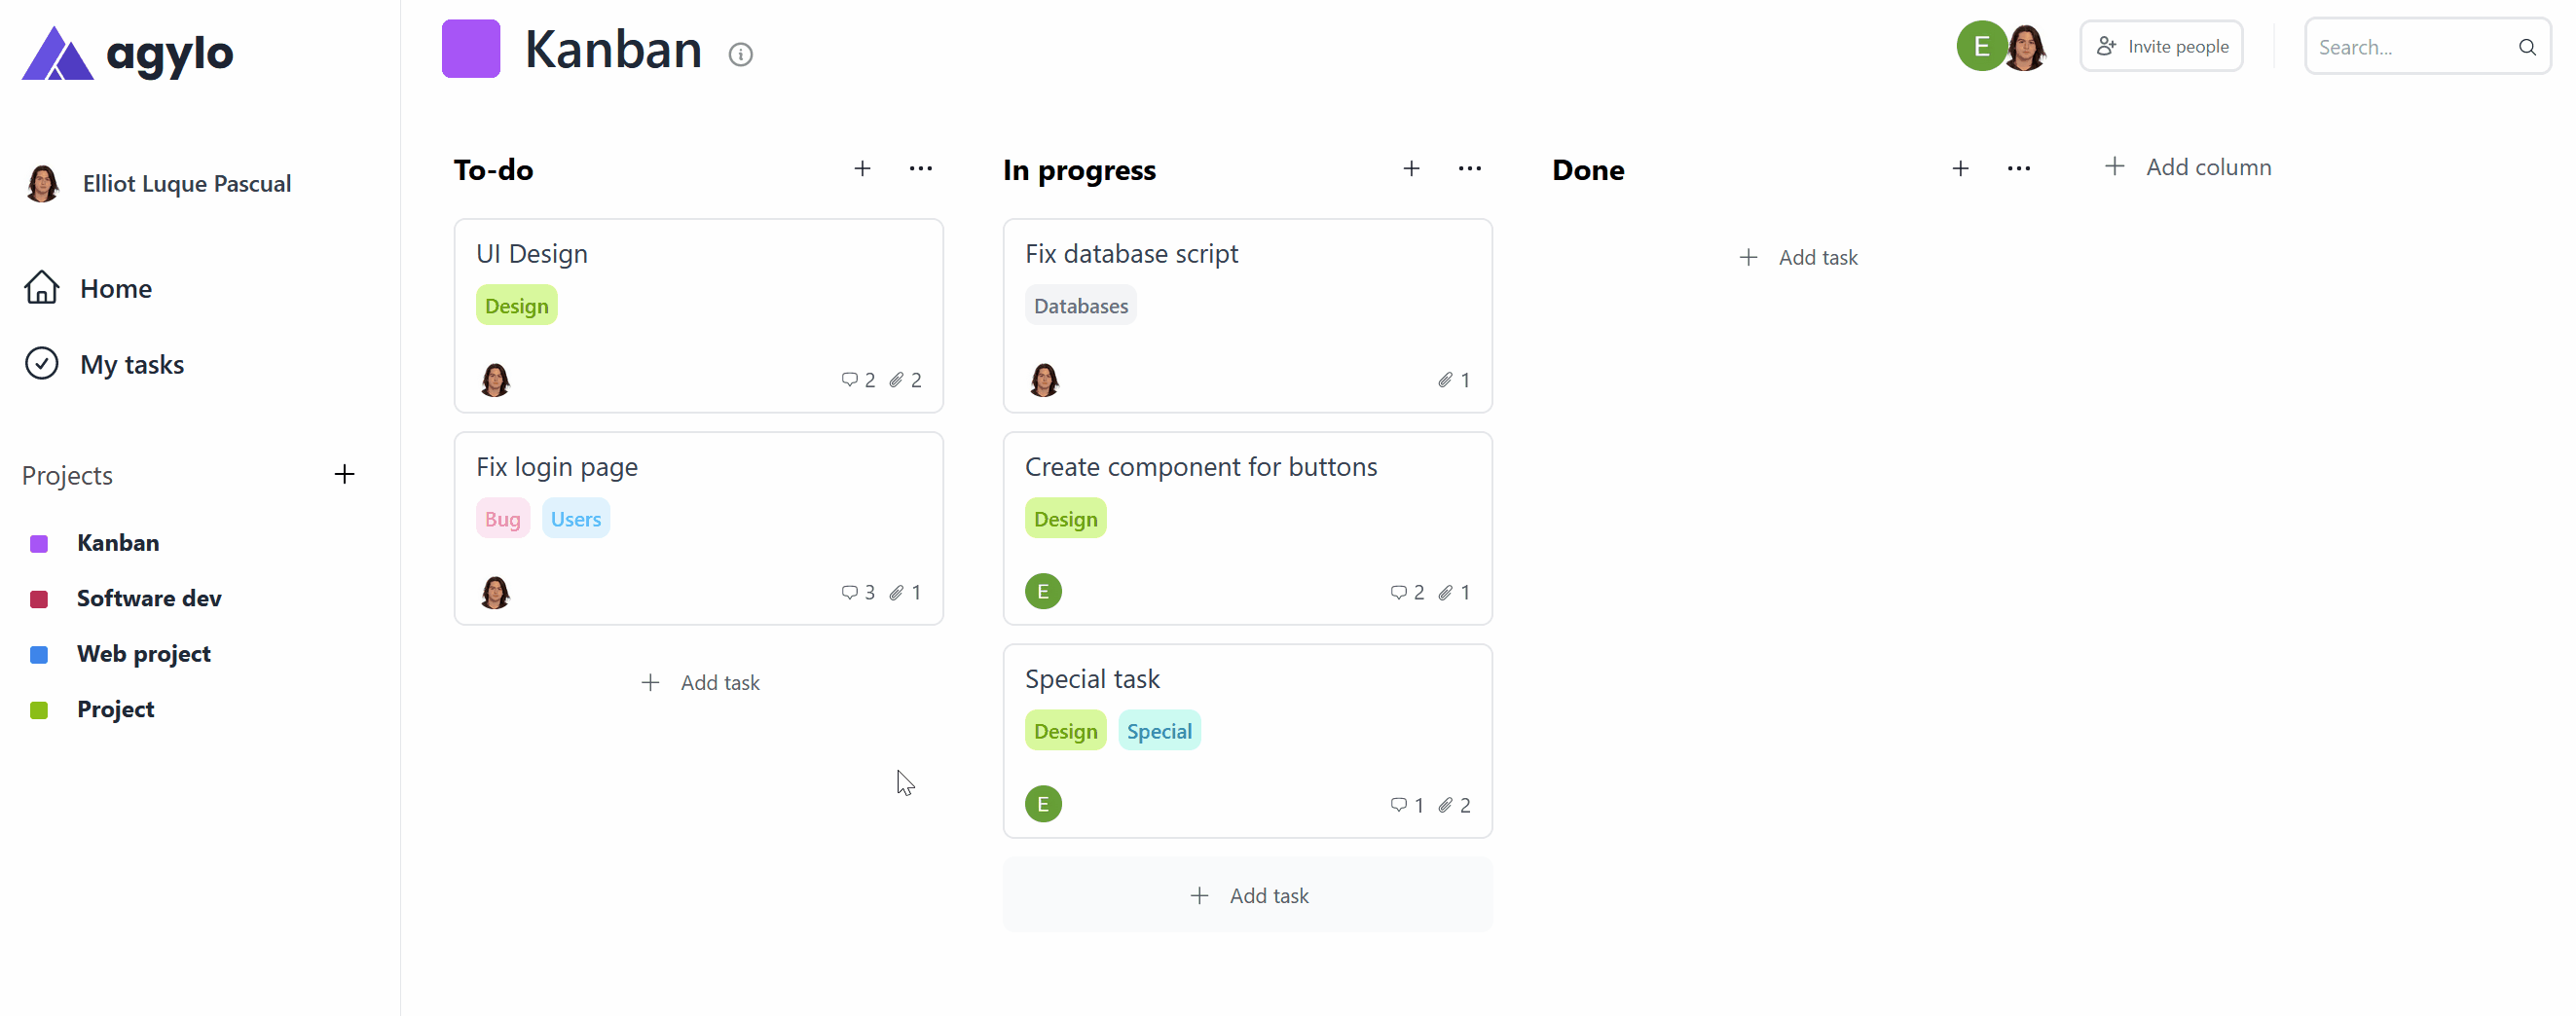 agylo
Elliot Luque Pascual
Home
My tasks
Projects
Kanban
Software dev
Web project
Project
Kanban
E
Invite people
Search...
To-do
UI Design
Design
2 2
Fix login page
Bug Users
3 1
Add task
In progress
Fix database script
Databases
1
Create component for buttons
Design
E 2 1
Special task
Design Special
E 1 2
Add task
Done
Add task
Add column